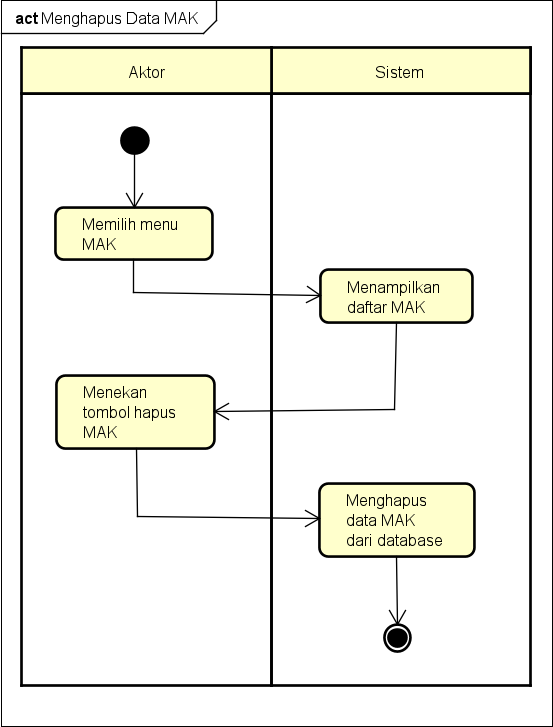 act Menghapus Data MAK
Aktor
Sistem
Memilih menu
MAK
Menampilkan
daftar MAK
Menekan
tombol hapus
MAK
Menghapus
data MAK
dari database